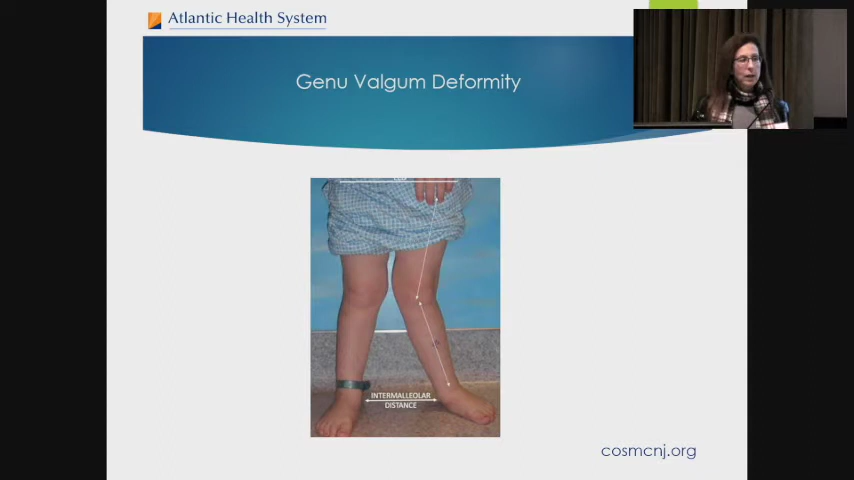 Atlantic Health System
Genu Valgum Deformity
INTERMALLEOLAR
DISTANCE
cosmcnj.org